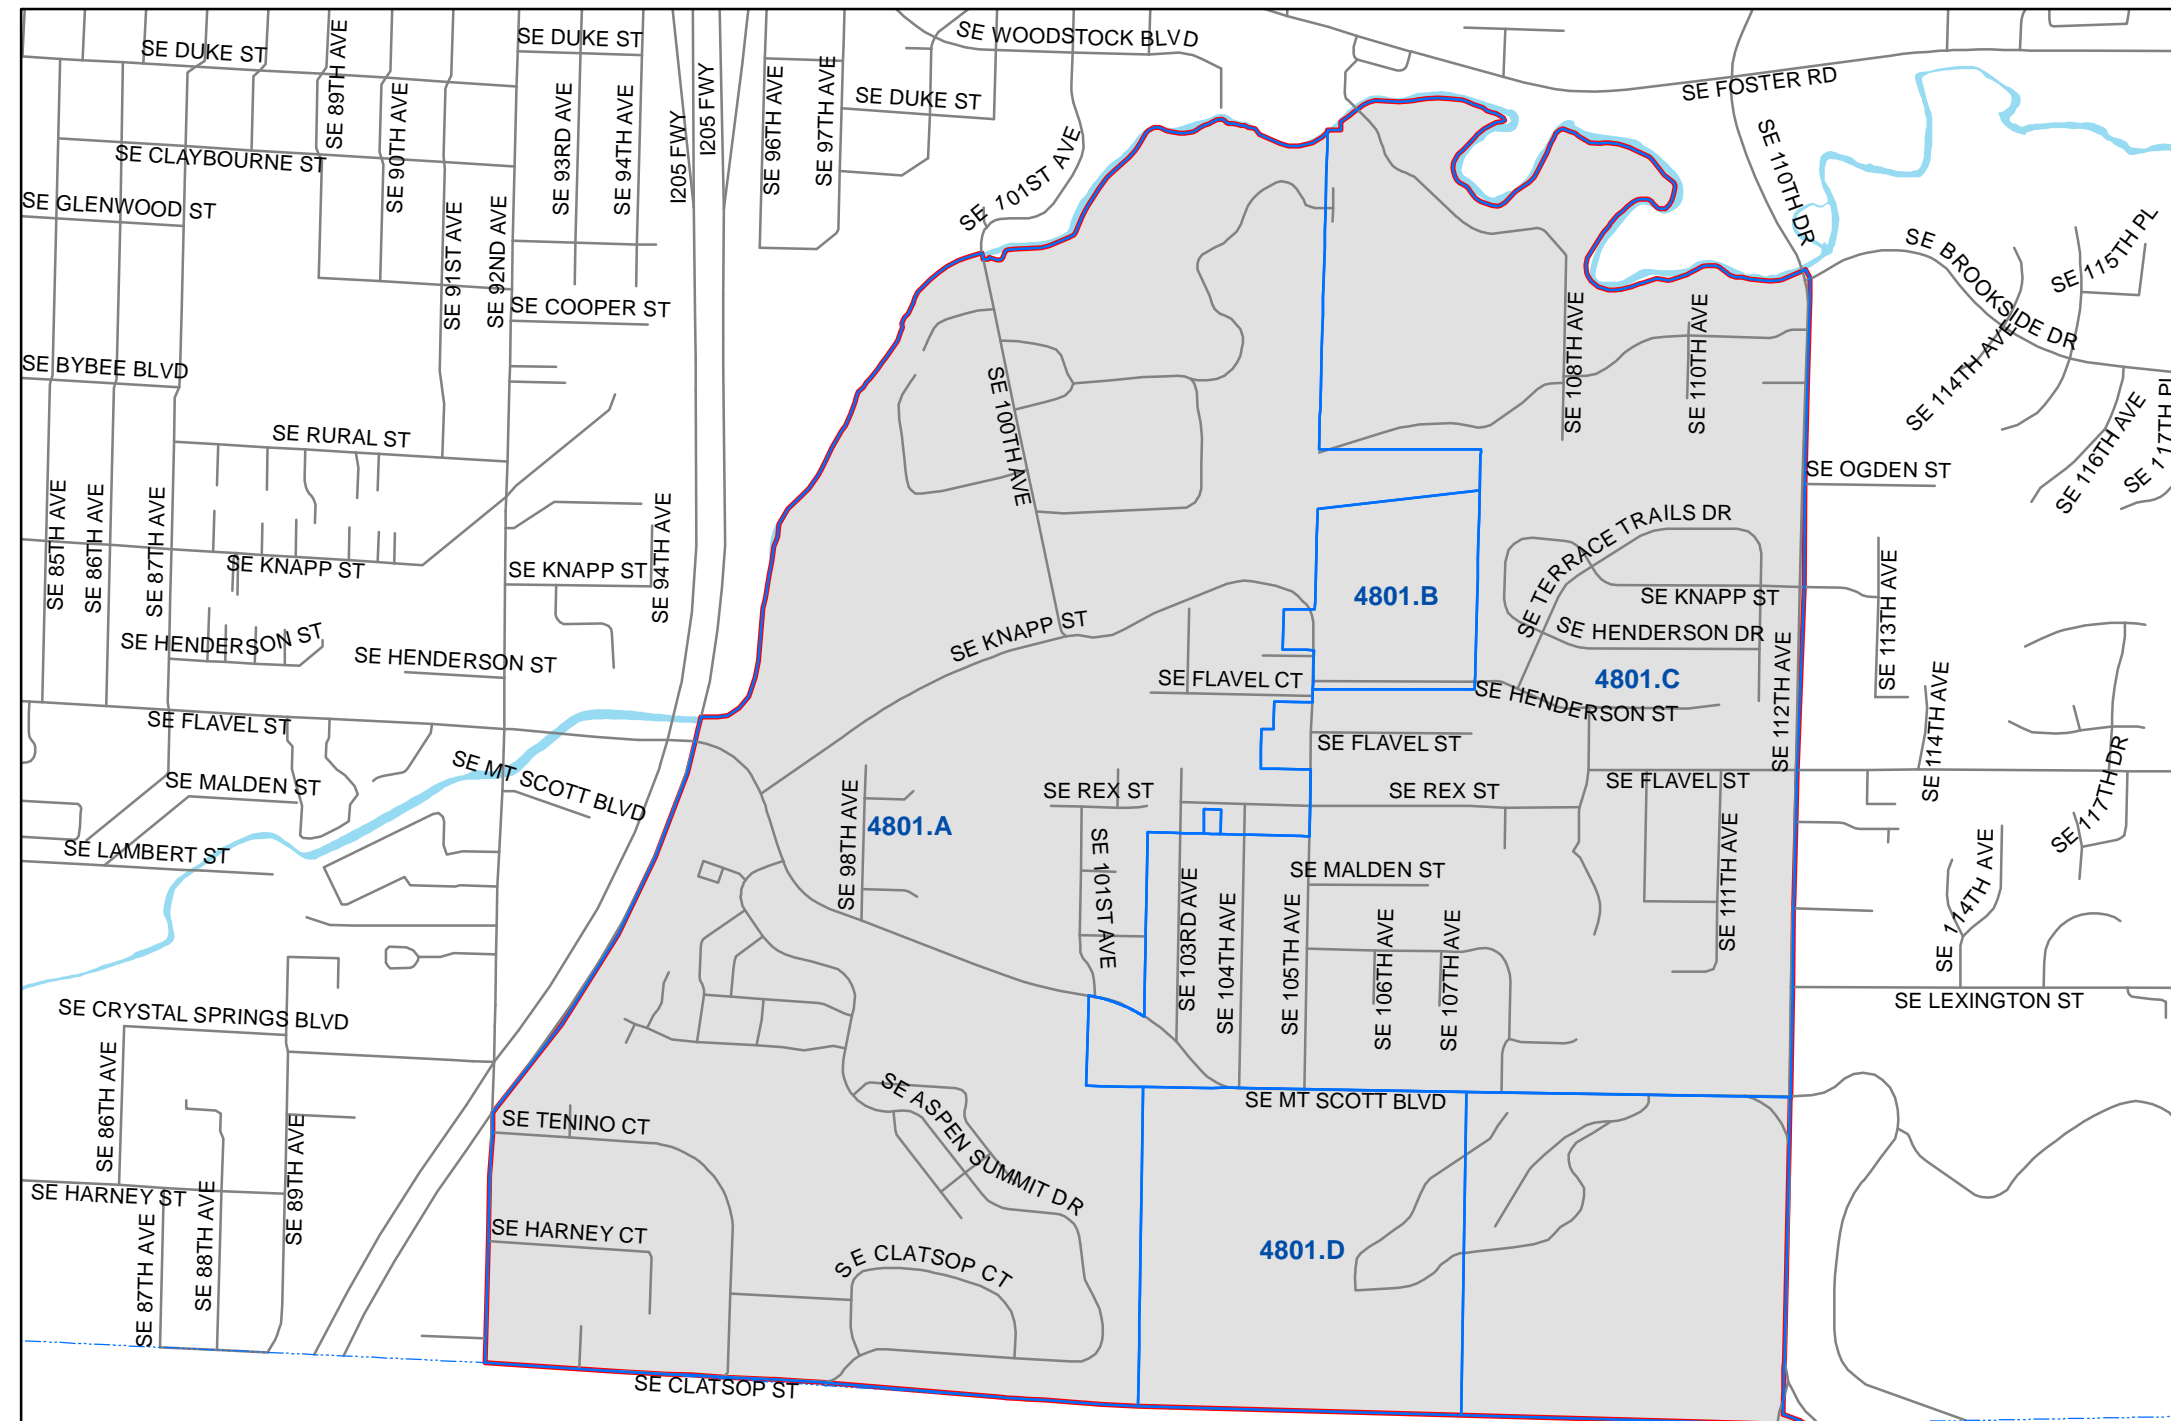 SE DUKE ST
SE 89TH AVE
SE DUKE ST
SE WOODSTOCK BLVD
SE FOSTER RD
SE 90TH AVE
SE 93RD AVE
SE 94TH AVE
I205 FWY
I205 FWY
SE 96TH AVE
SE 97TH AVE
SE DUKE ST
SE 101ST AVE
SE 110TH DR
SE CLAYBOURNE ST
SE GLENWOOD ST
SE 91ST AVE
SE 92ND AVE
SE COOPER ST
SE BROOKSIDE DR
SE 115TH PL
SE 114TH AVE
SE 116TH AVE
SE 117TH PL
SE BYBEE BLVD
SE 100TH AVE
SE 108TH AVE
SE 110TH AVE
SE RURAL ST
SE OGDEN ST
SE 85TH AVE
SE 86TH AVE
SE 87TH AVE
SE 94TH AVE
SE TERRACE TRAILS DR
SE KNAPP ST
SE KNAPP ST
4801.B
SE KNAPP ST
SE 113TH AVE
SE HENDERSON ST
SE HENDERSON ST
SE KNAPP ST
SE HENDERSON DR
SE FLAVEL CT
4801.C
SE 112TH AVE
SE HENDERSON ST
SE 114TH AVE
SE FLAVEL ST
SE FLAVEL ST
SE MALDEN ST
SE MT SCOTT BLVD
SE REX ST
SE REX ST
SE FLAVEL ST
SE 117TH DR
SE LAMBERT ST
SE 98TH AVE
4801.A
SE 101ST AVE
SE MALDEN ST
SE 111TH AVE
SE 114TH AVE
SE 103RD AVE
SE 104TH AVE
SE 105TH AVE
SE 106TH AVE
SE 107TH AVE
SE CRYSTAL SPRINGS BLVD
SE LEXINGTON ST
SE 86TH AVE
SE ASPEN SUMMIT DR
SE MT SCOTT BLVD
SE TENINO CT
SE 89TH AVE
SE HARNEY ST
SE 87TH AVE
SE 88TH AVE
SE HARNEY CT
SE CLATSOP CT
4801.D
SE CLATSOP ST